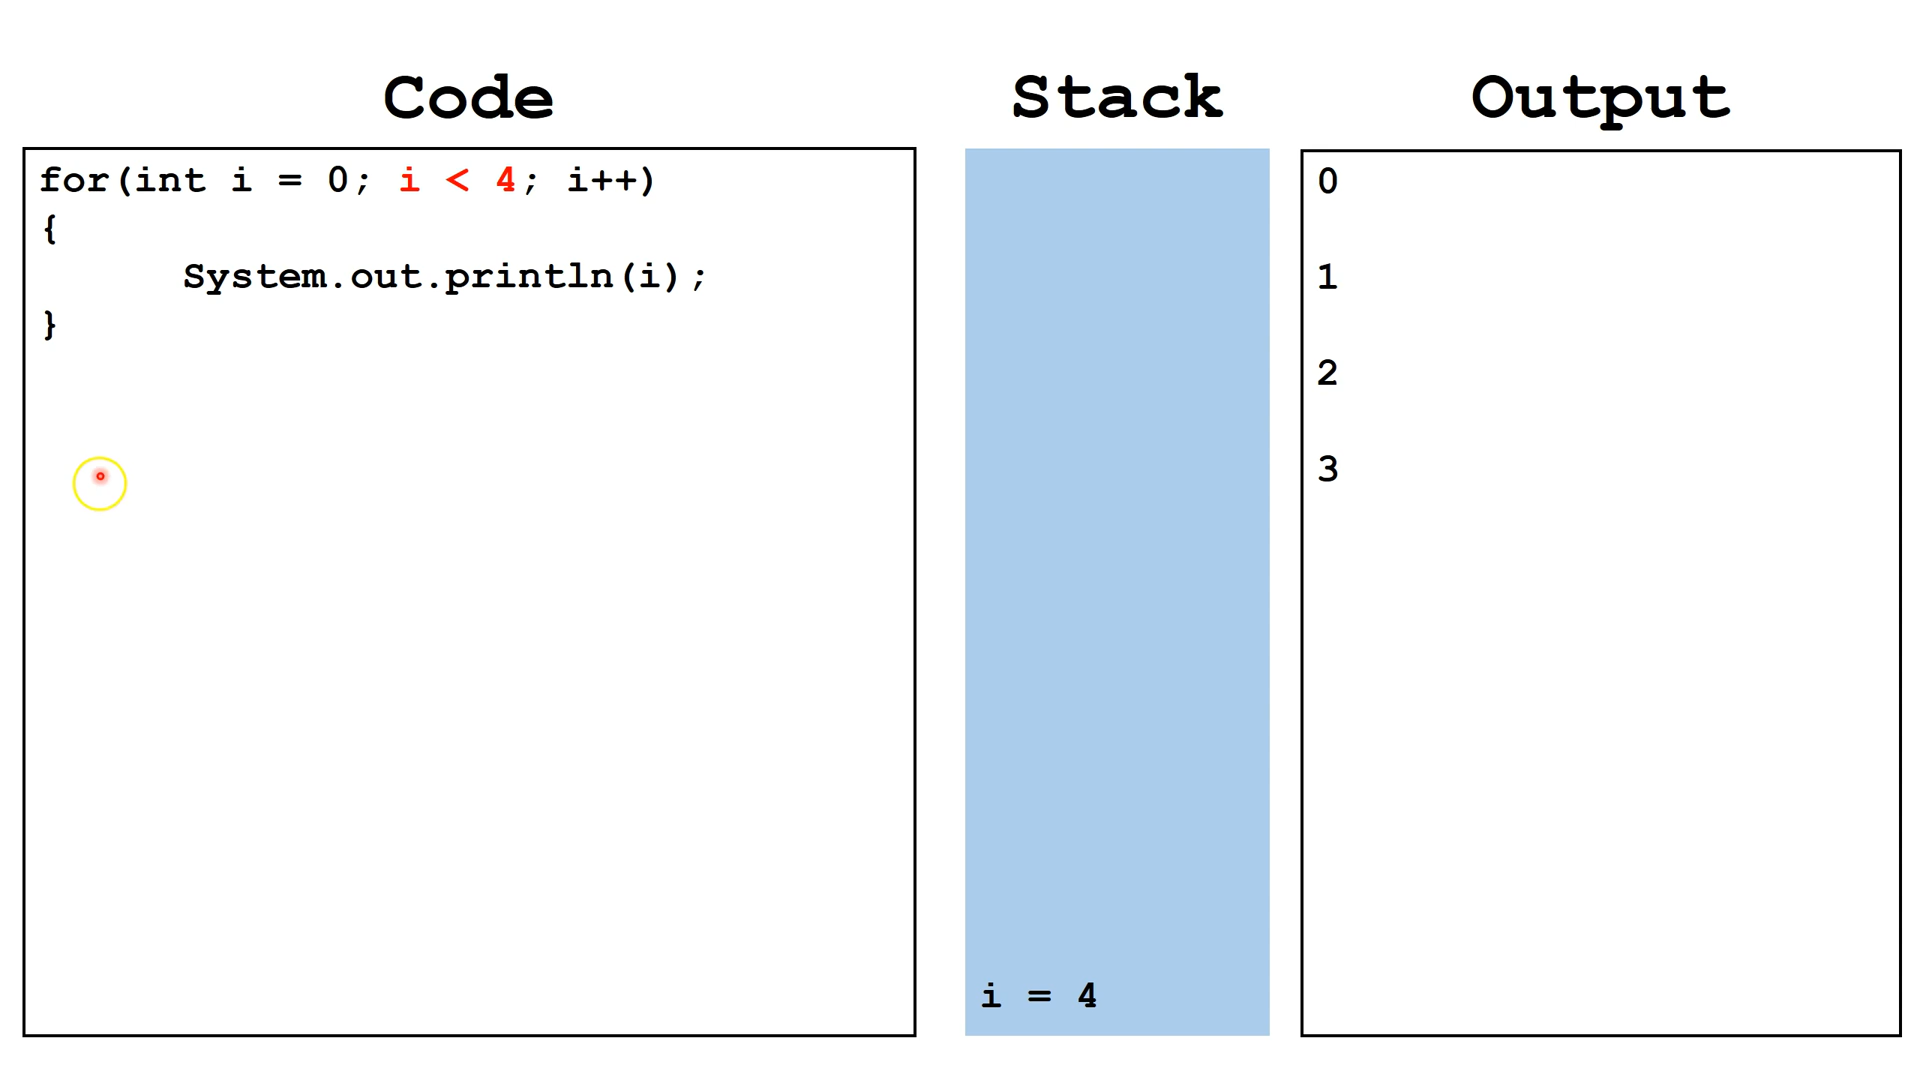 Code
Stack
Output
for(int i = 0; i < 4; i++)
{
System.out.println(i);
}
i = 4
0
1
2
3